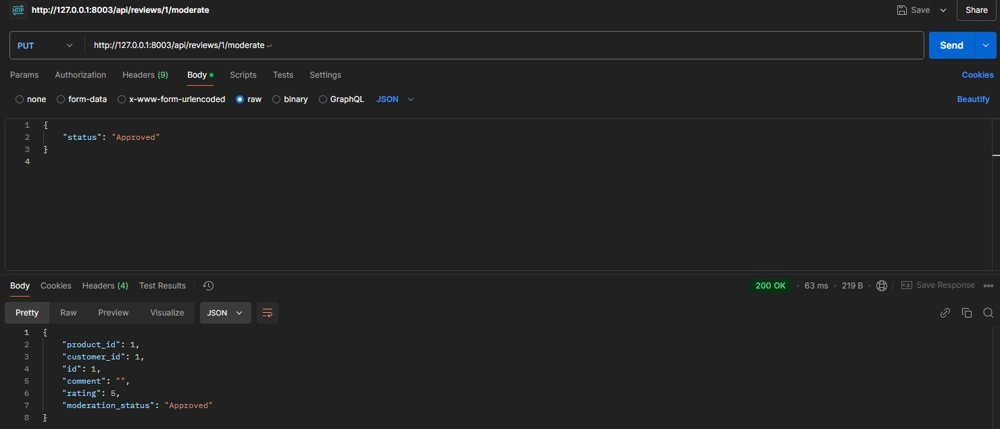 HTTP http://127.0.0.1:8003/api/reviews/1/moderate Save Share
PUT http://127.0.0.1:8003/api/reviews/1/moderate Send
Params Authorization Headers (9) Body Scripts Tests Settings Cookies
none form-data x-www-form-urlencoded raw binary GraphQL JSON Beautify
1 {
2 "status": "Approved"
3 }
4
Body Cookies Headers (4) Test Results 200 OK 63 ms 219 B e.g. Save Response
Pretty Raw Preview Visualize JSON
1 {
2 "product_id": 1,
3 "customer_id": 1,
4 "id": 1,
5 "comment": "",
6 "rating": 5,
7 "moderation_status": "Approved"
8 }